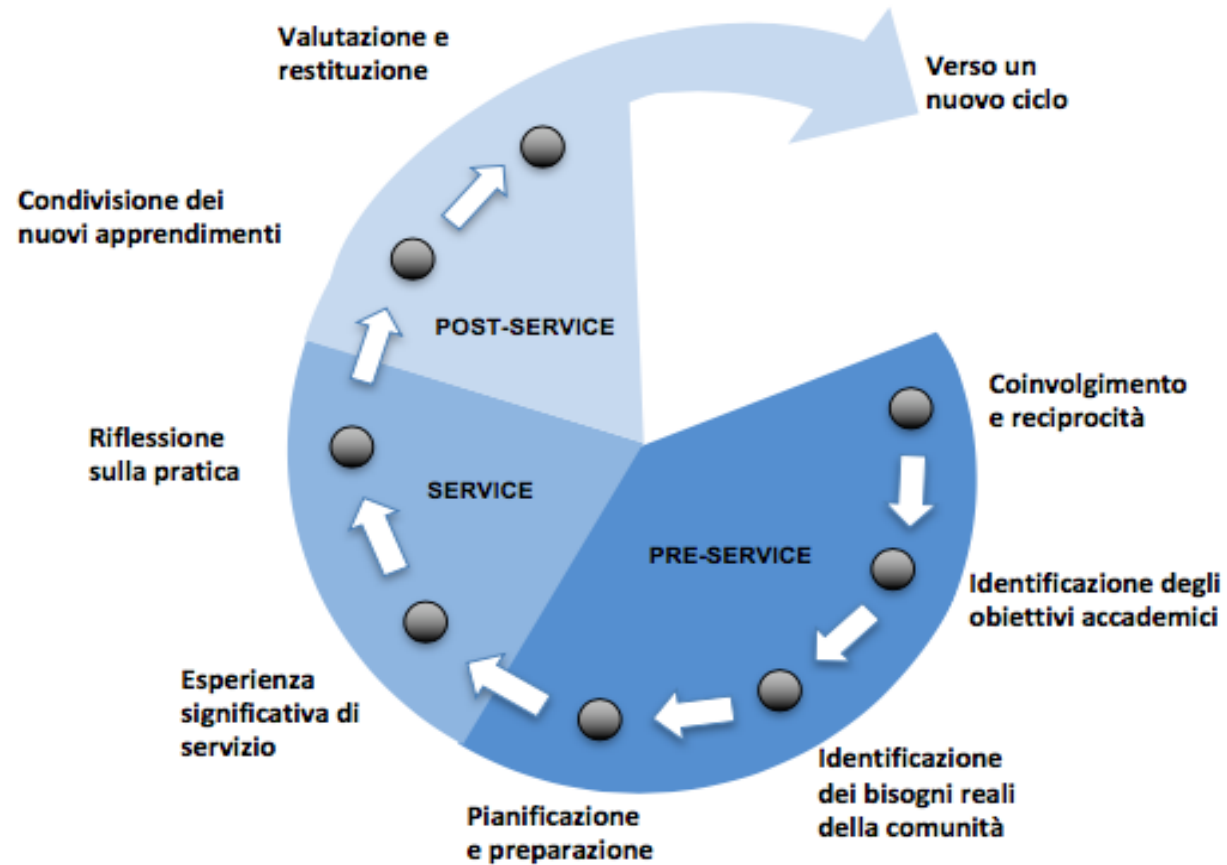 Valutazione e
restituzione
Verso un
nuovo ciclo
Condivisione dei
nuovi apprendimenti
POST-SERVICE
Coinvolgimento
e reciprocità
Riflessione
sulla pratica
SERVICE
PRE-SERVICE
Identificazione degli
obiettivi accademici
Esperienza
significativa di
servizio
Identificazione
dei bisogni reali
della comunità
Pianificazione
e preparazione